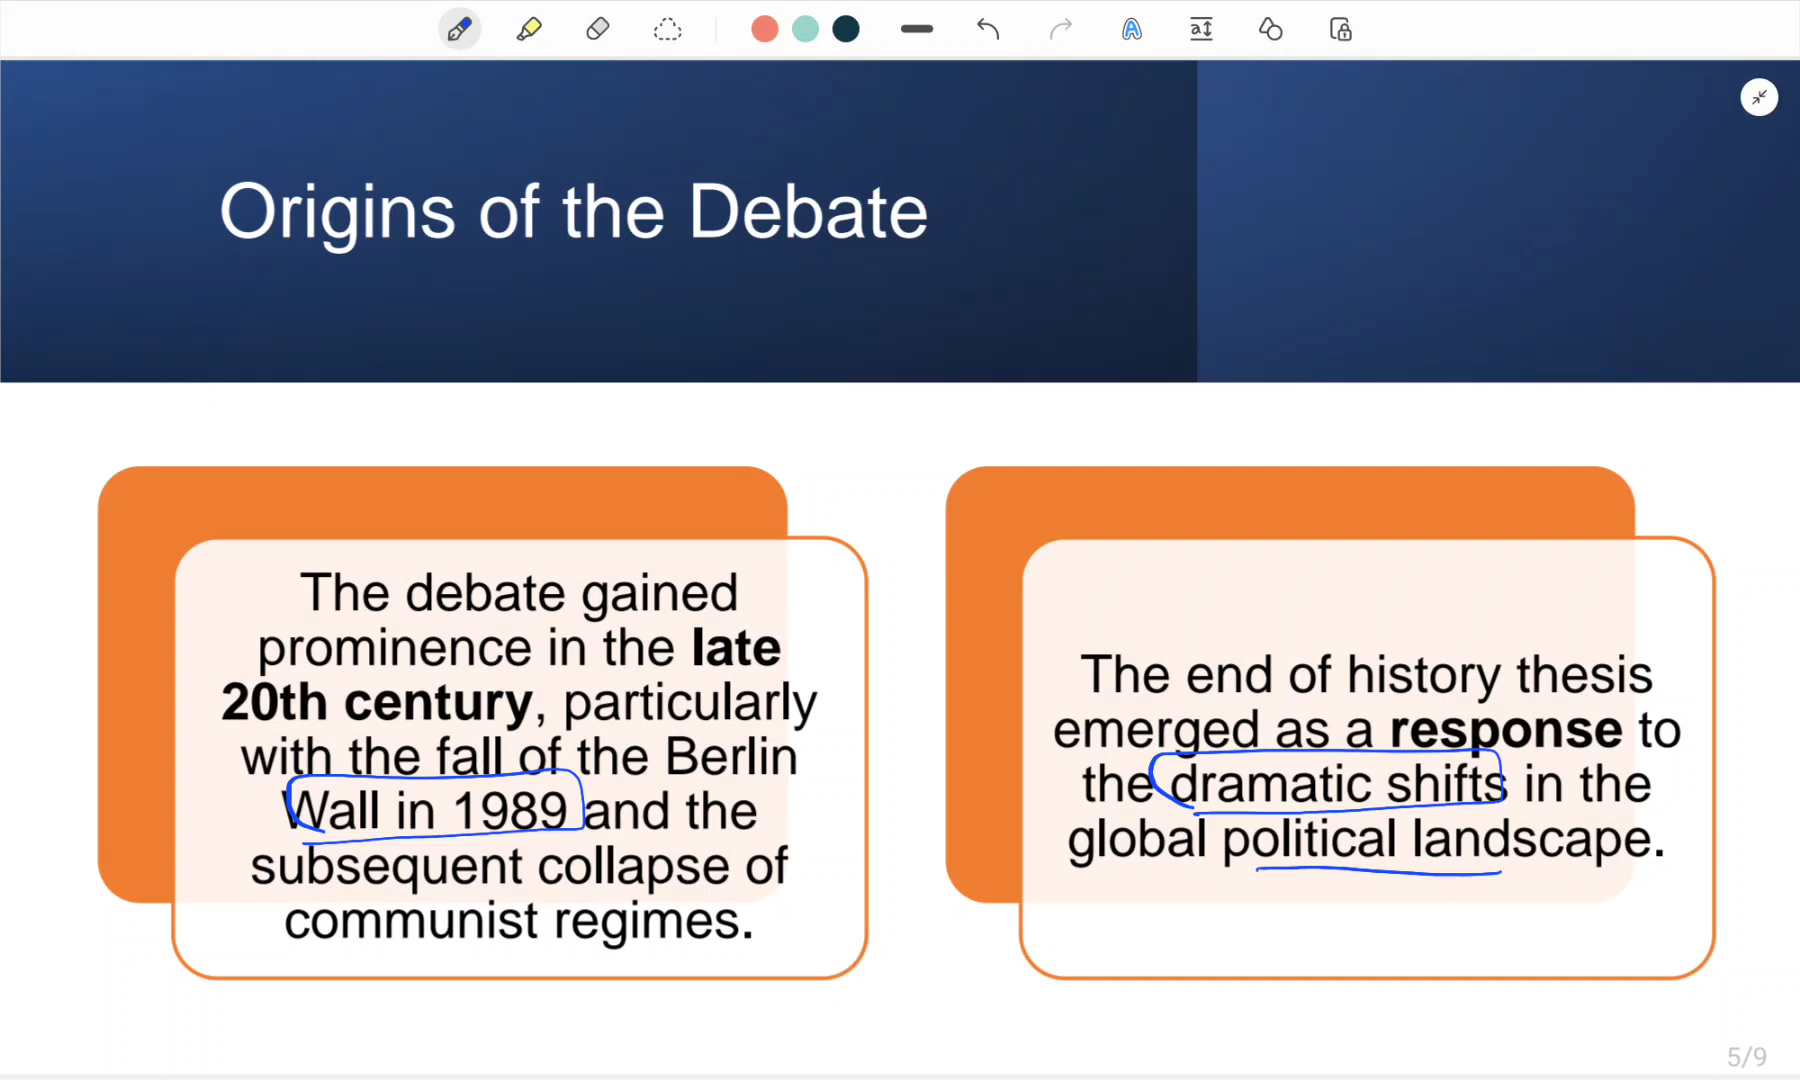 Origins of the Debate
The debate gained
prominence in the late
20th century, particularly
with the fall of the Berlin
Wall in 1989 and the
subsequent collapse of
communist regimes.
The end of history thesis
emerged as a response to
the dramatic shifts in the
global political landscape.
5/9